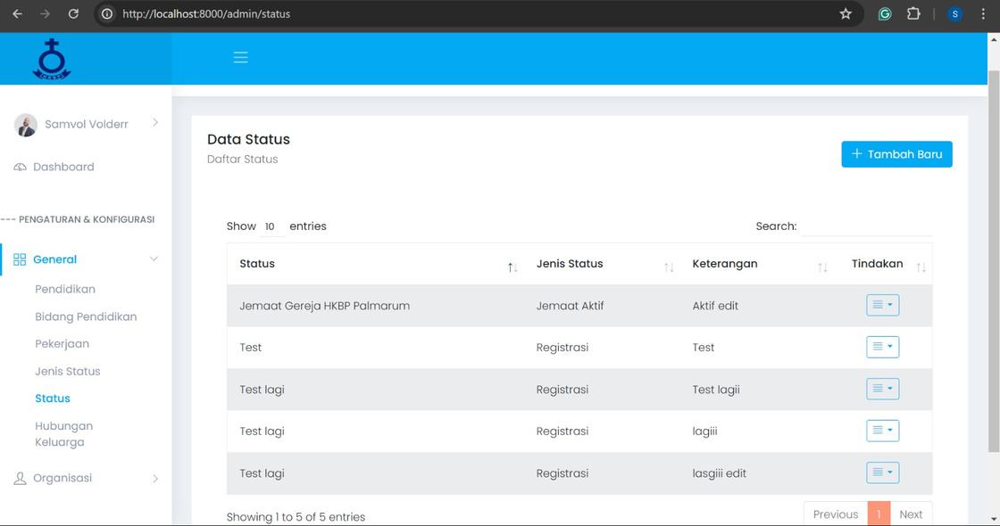 http://localhost:8000/admin/status
S
HKBP
Samvol Volderr
Dashboard
--- PENGATURAN & KONFIGURASI
General
Pendidikan
Bidang Pendidikan
Pekerjaan
Jenis Status
Status
Hubungan
Keluarga
Organisasi
Data Status
Daftar Status
+ Tambah Baru
Show 10 entries
Search:
Status Jenis Status Keterangan Tindakan
Jemaat Gereja HKBP Palmarum Jemaat Aktif Aktif edit
Test Registrasi Test
Test lagi Registrasi Test lagii
Test lagi Registrasi lagiii
Test lagi Registrasi lasgiii edit
Showing 1 to 5 of 5 entries
Previous 1 Next